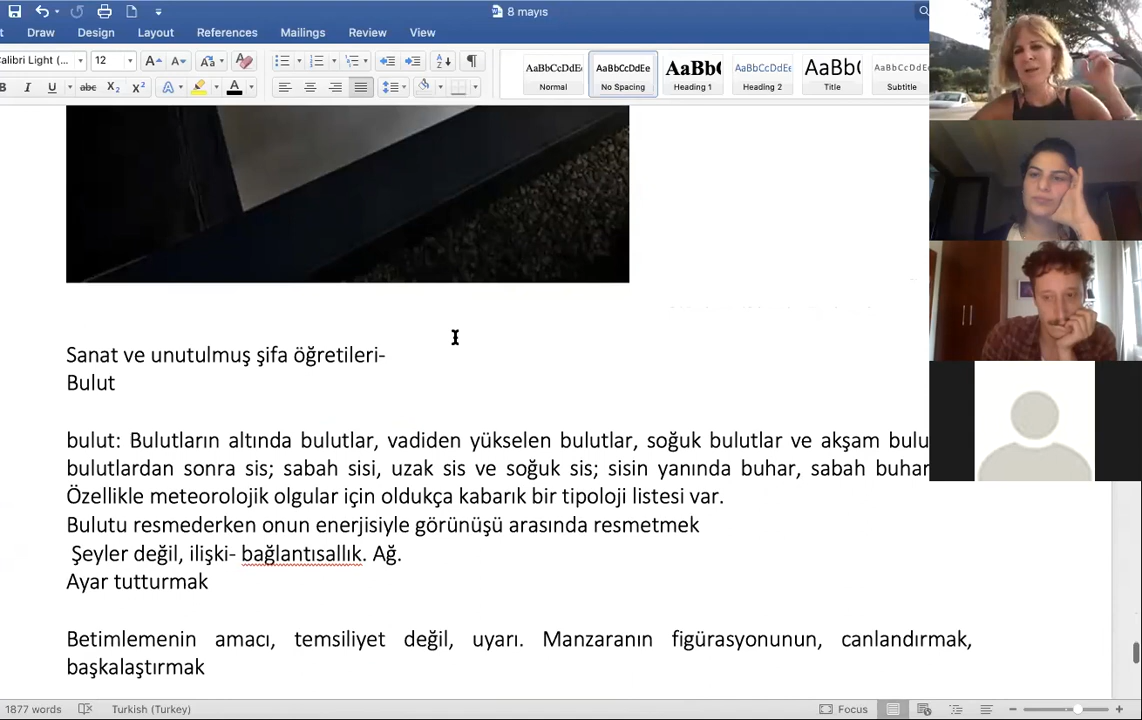 8 mayıs
Draw Design Layout References Mailings Review View
Calibri Light (... 12
AaBbCcDdEe AaBbCcDdEe AaBbC AaBbCcDdEe AaBbC AaBbCcDdEe
Normal No Spacing Heading 1 Heading 2 Title Subtitle
Sanat ve unutulmuş şifa öğretileri-
Bulut
bulut: Bulutların altında bulutlar, vadiden yükselen bulutlar, soğuk bulutlar ve akşam bulu
bulutlardan sonra sis; sabah sisi, uzak sis ve soğuk sis; sisin yanında buhar, sabah buhar
Özellikle meteorolojik olgular için oldukça kabarık bir tipoloji listesi var.
Bulutu resmederken onun enerjisiyle görünüşü arasında resmetmek
Şeyler değil, ilişki- bağlantısallık. Ağ.
Ayar tutturmak
Betimlemenin amacı, temsiliyet değil, uyarı. Manzaranın figürasyonunun, canlandırmak,
başkalaştırmak
1877 words Turkish (Turkey) Focus